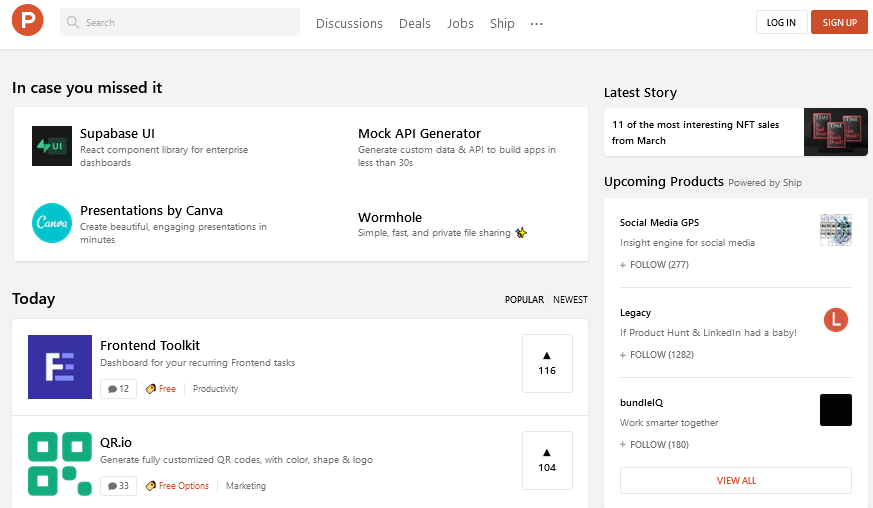 P
Search
Discussions
Deals
Jobs
Ship
LOG IN
SIGN UP
In case you missed it
UI
Supabase UI
React component library for enterprise
dashboards
Mock API Generator
Generate custom data & API to build apps in
less than 30s
Canva
Presentations by Canva
Create beautiful, engaging presentations in
minutes
Wormhole
Simple, fast, and private file sharing ✨
Today
POPULAR | NEWEST
Frontend Toolkit
Dashboard for your recurring Frontend tasks
12
Free
Productivity
▲
116
QR.io
Generate fully customized QR codes, with color, shape & logo
33
Free Options
Marketing
▲
104
Latest Story
11 of the most interesting NFT sales
from March
TIME TIME TIME
Upcoming Products Powered by Ship
Social Media GPS
Insight engine for social media
+ FOLLOW (277)
Legacy
If Product Hunt & LinkedIn had a baby!
+ FOLLOW (1282)
L
bundleIQ
Work smarter together
+ FOLLOW (180)
VIEW ALL